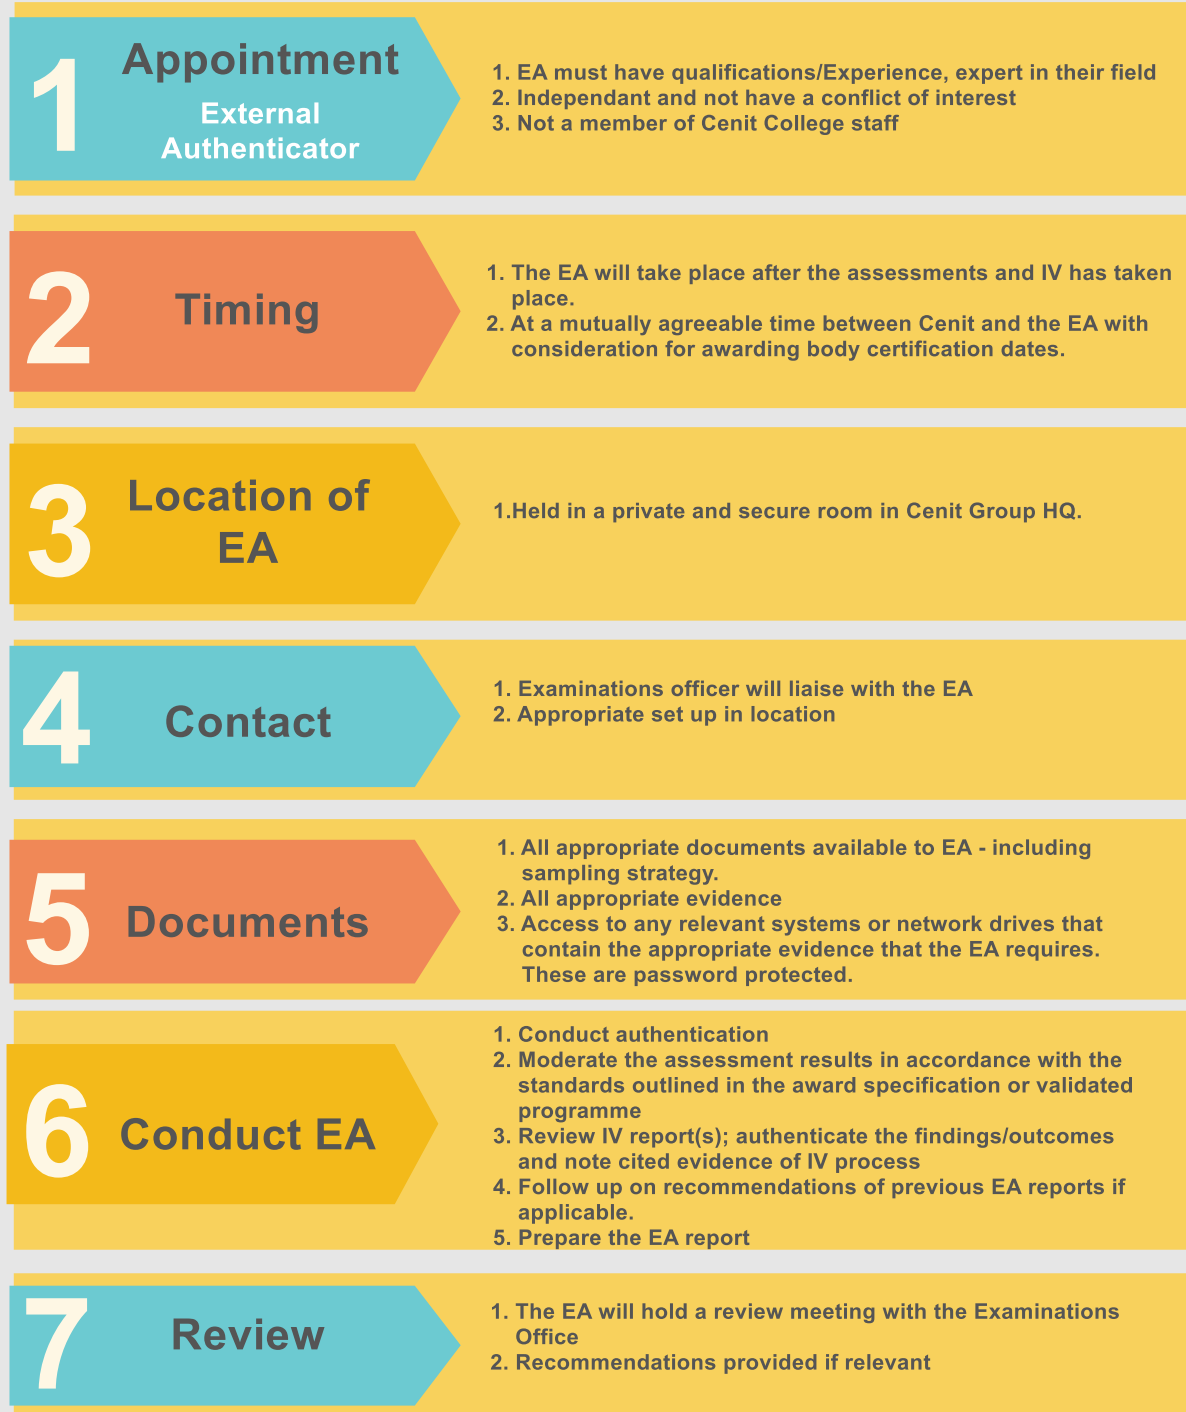 1
Appointment
External
Authenticator
1. EA must have qualifications/Experience, expert in their field
2. Independant and not have a conflict of interest
3. Not a member of Cenit College staff
2
Timing
1. The EA will take place after the assessments and IV has taken
place.
2. At a mutually agreeable time between Cenit and the EA with
consideration for awarding body certification dates.
3
Location of
EA
1.Held in a private and secure room in Cenit Group HQ.
4
Contact
1. Examinations officer will liaise with the EA
2. Appropriate set up in location
5
Documents
1. All appropriate documents available to EA - including
sampling strategy.
2. All appropriate evidence
3. Access to any relevant systems or network drives that
contain the appropriate evidence that the EA requires.
These are password protected.
6
Conduct EA
1. Conduct authentication
2. Moderate the assessment results in accordance with the
standards outlined in the award specification or validated
programme
3. Review IV report(s); authenticate the findings/outcomes
and note cited evidence of IV process
4. Follow up on recommendations of previous EA reports if
applicable.
5. Prepare the EA report
7
Review
1. The EA will hold a review meeting with the Examinations
Office
2. Recommendations provided if relevant